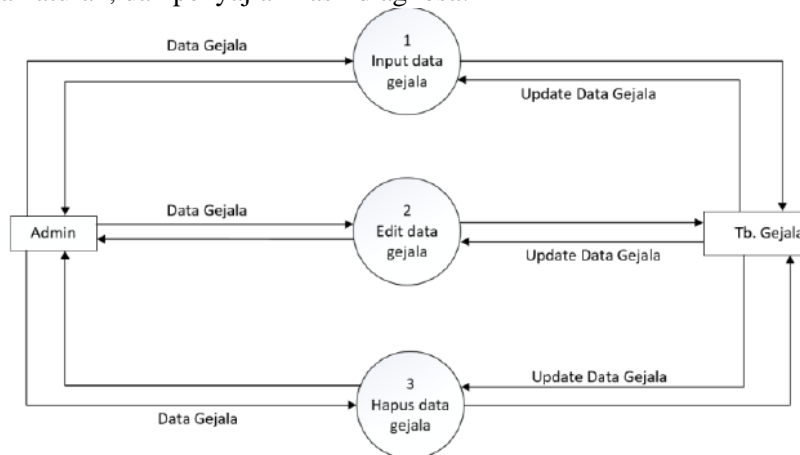 Data Gejala
1
Input data
gejala
Update Data Gejala
Data Gejala
2
Edit data
gejala
Admin
Tb. Gejala
Update Data Gejala
3
Hapus data
gejala
Update Data Gejala
Data Gejala